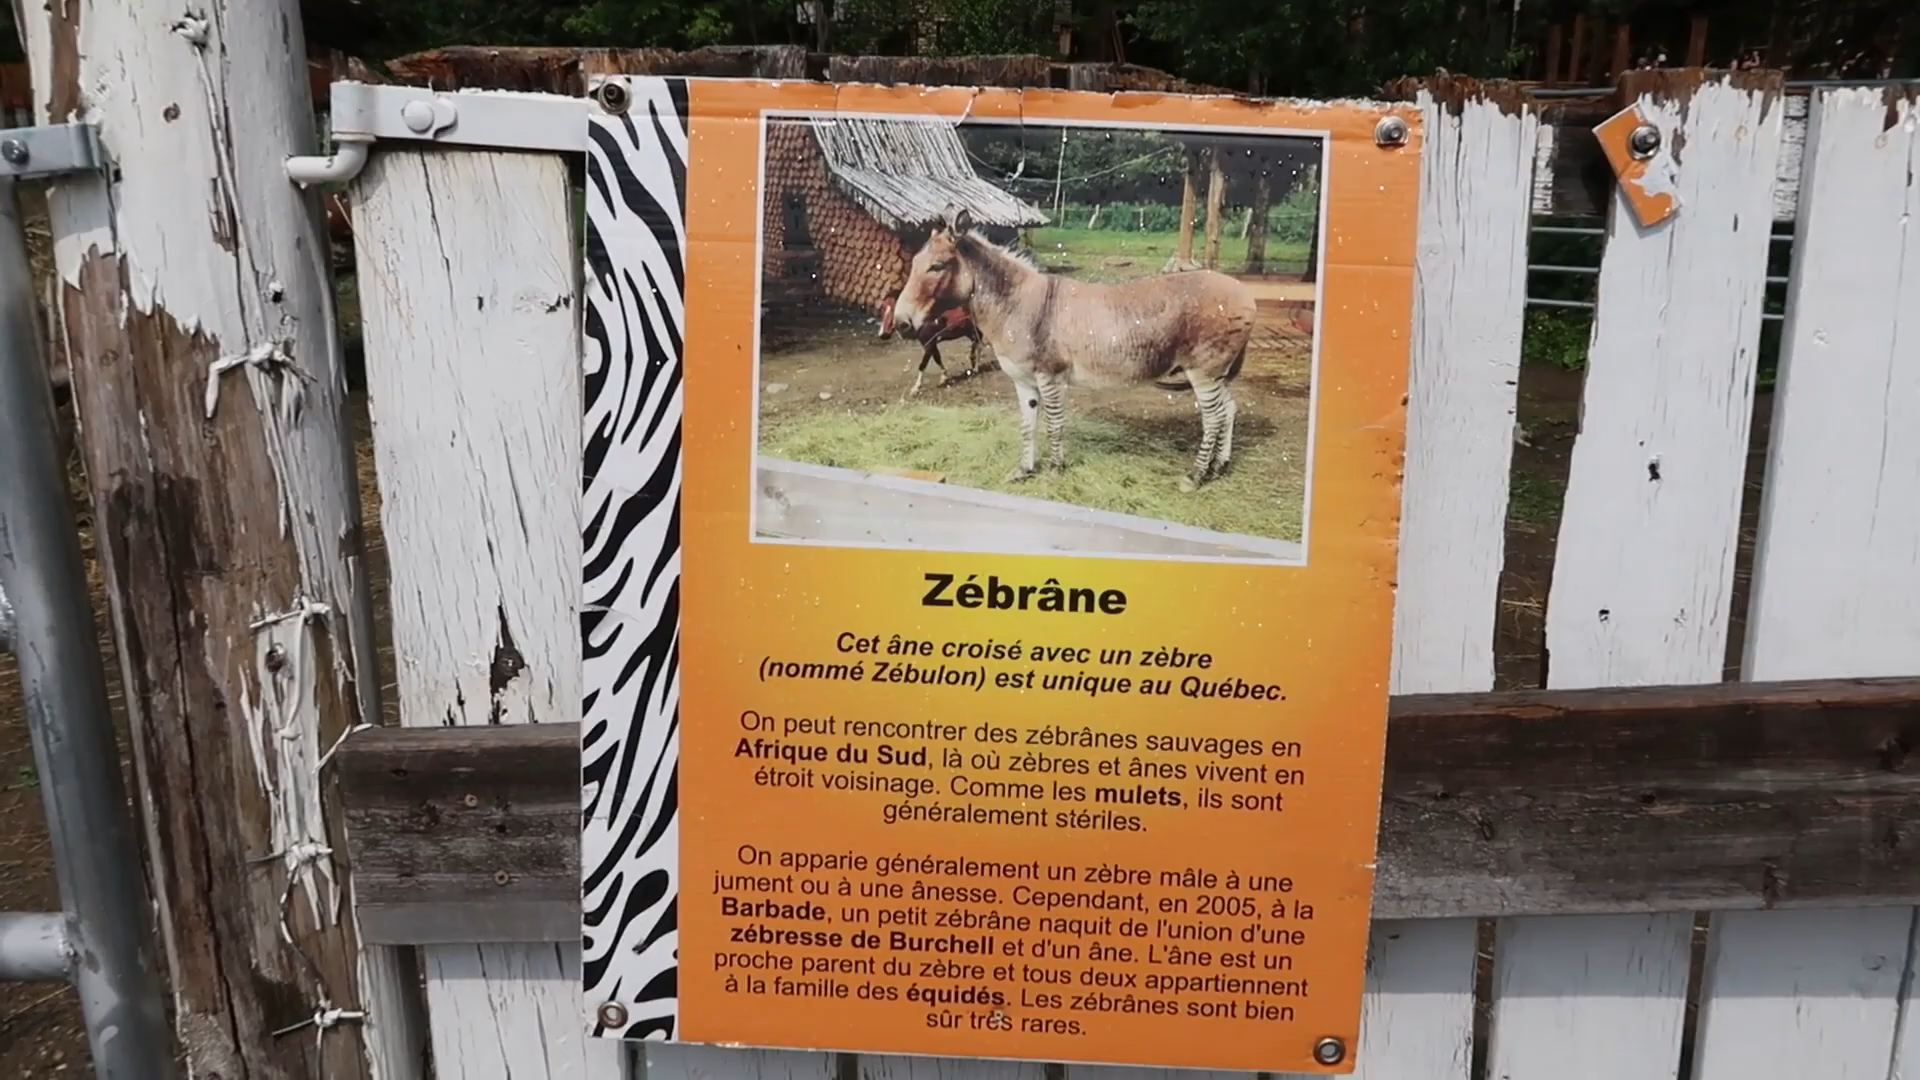 Zébrâne
Cet âne croisé avec un zèbre
(nommé Zébulon) est unique au Québec.
On peut rencontrer des zébrânes sauvages en
Afrique du Sud, là où zèbres et ânes vivent en
étroit voisinage. Comme les mulets, ils sont
généralement stériles.
On apparie généralement un zèbre mâle à une
jument ou à une ânesse. Cependant, en 2005, à la
Barbade, un petit zébrâne naquit de l'union d'une
zébresse de Burchell et d'un âne. L'âne est un
proche parent du zèbre et tous deux appartiennent
à la famille des équidés. Les zébrânes sont bien
sûr très rares.